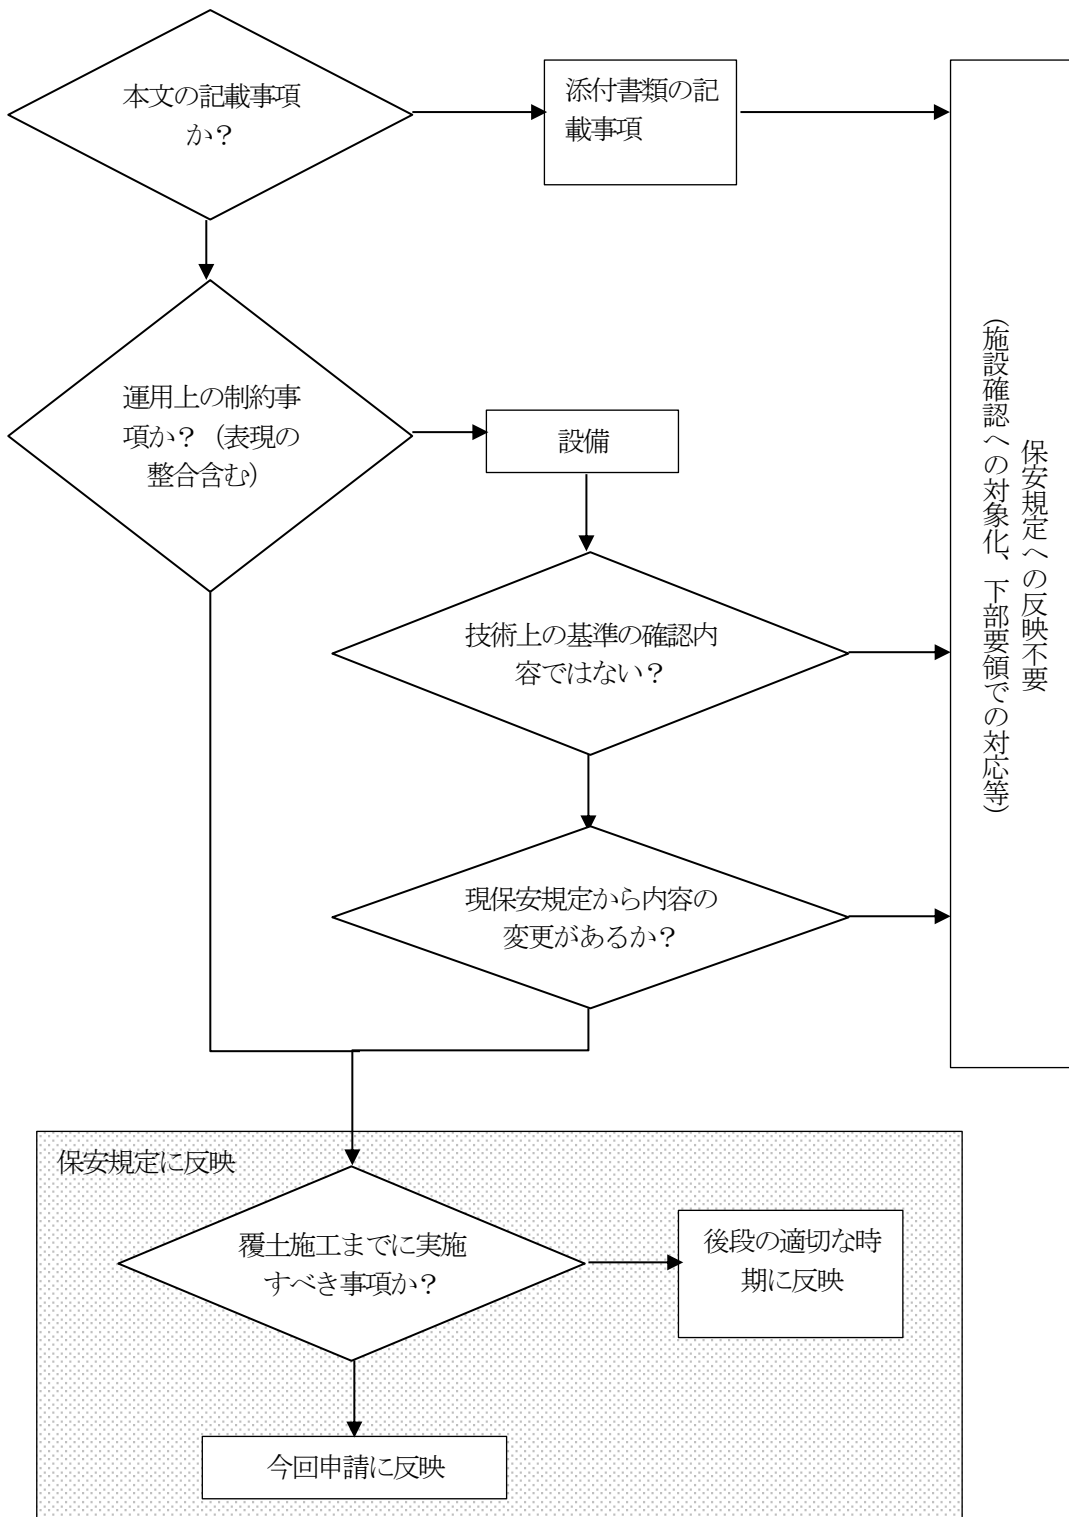 本文の記載事項
か？
添付書類の記
載事項
運用上の制約事
項か？（表現の
整合含む）
設備
技術上の基準の確認内
容ではない？
現保安規定から内容の
変更があるか？
保安規定への反映不要
（施設確認への対象化、下部要領での対応等）
保安規定に反映
覆土施工までに実施
すべき事項か？
後段の適切な時
期に反映
今回申請に反映